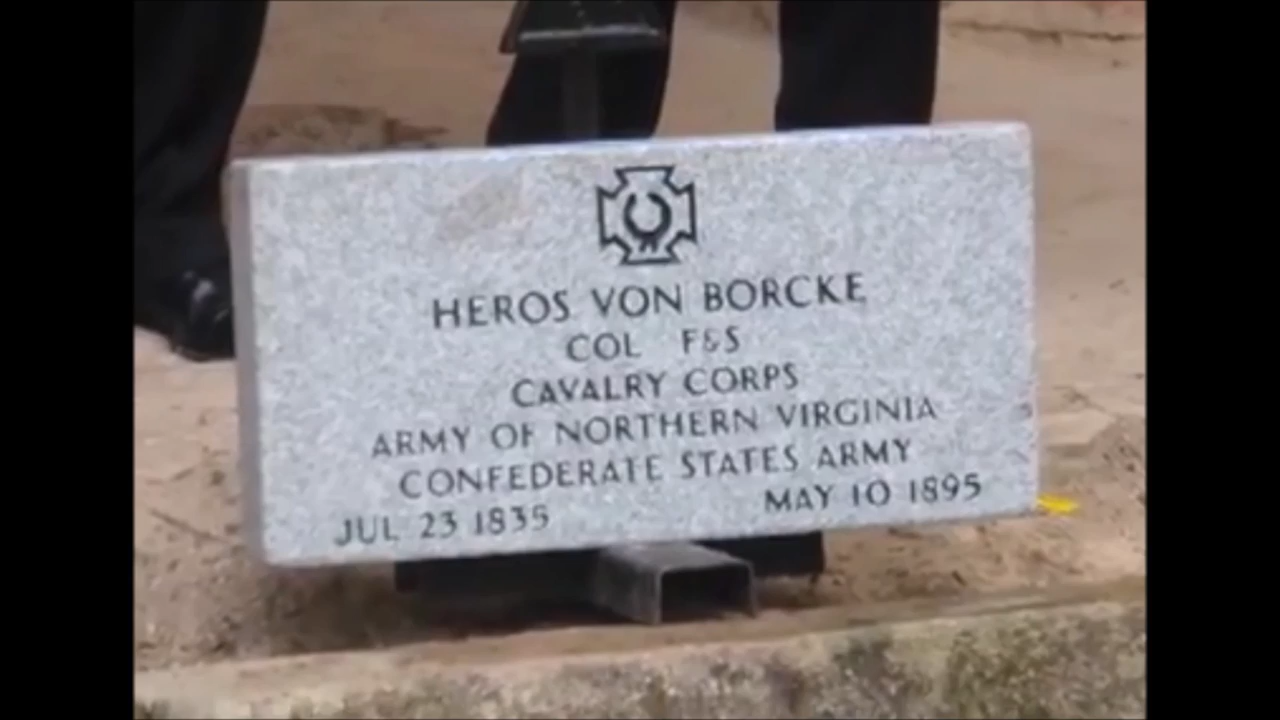 HEROS VON BORCKE
COL F&S
CAVALRY CORPS
ARMY OF NORTHERN VIRGINIA
CONFEDERATE STATES ARMY
JUL 23 1835 MAY 10 1895